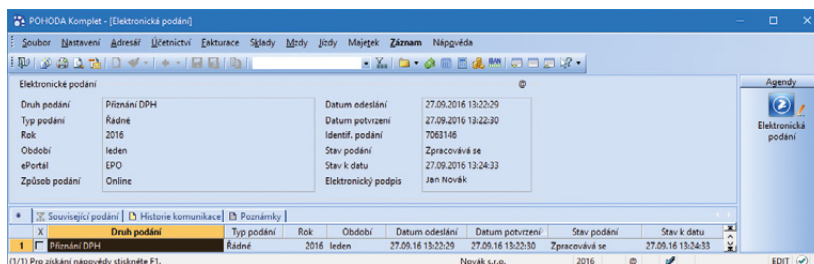 POHODA Komplet - [Elektronická podání]
Soubor Nastavení Adresář Účetnictví Fakturace Sklady Mzdy Jízdy Majetek Záznam Nápověda
Elektronické podání @ Agendy
Druh podání Přiznání DPH Datum odeslání 27.09.2016 13:22:29
Typ podání Řádné Datum potvrzení 27.09.2016 13:22:30
Rok 2016 Identif. podání 7063146
Období leden Stav podání Zpracovává se
ePortál EPO Stav k datu 27.09.2016 13:24:33
Způsob podání Online Elektronický podpis Jan Novák
Elektronická
podání
* Související podání Historie komunikace Poznámky
X Druh podání Typ podání Rok Období Datum odeslání Datum potvrzení Stav podání Stav k datu
1 Přiznání DPH Řádné 2016 leden 27.09.16 13:22:29 27.09.16 13:22:30 Zpracovává se 27.09.16 13:24:33
(1/1) Pro získání nápovědy stiskněte F1. Novák s.r.o. 2016 @ EDIT